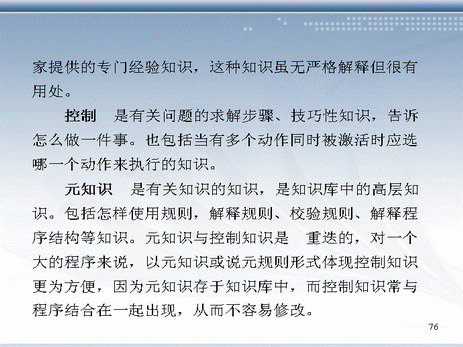 家提供的专门经验知识，这种知识虽无严格解释但很有
用处。
控制　是有关问题的求解步骤、技巧性知识，告诉
怎么做一件事。也包括当有多个动作同时被激活时应选
哪一个动作来执行的知识。
元知识　是有关知识的知识，是知识库中的高层知
识。包括怎样使用规则，解释规则、校验规则、解释程
序结构等知识。元知识与控制知识是　重迭的，对一个
大的程序来说，以元知识或说元规则形式体现控制知识
更为方便，因为元知识存于知识库中，而控制知识常与
程序结合在一起出现，从而不容易修改。
76